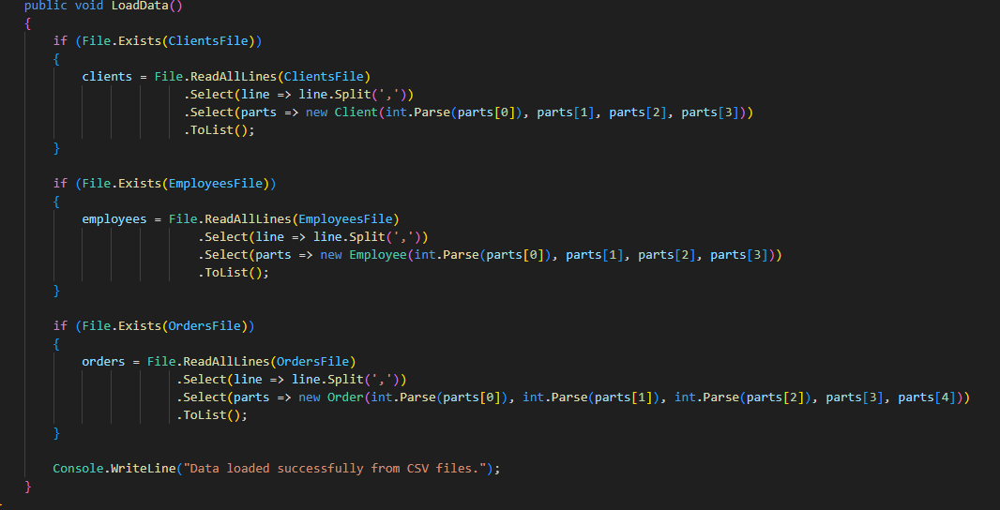 public void LoadData()
{
    if (File.Exists(ClientsFile))
    {
        clients = File.ReadAllLines(ClientsFile)
                      .Select(line => line.Split(','))
                      .Select(parts => new Client(int.Parse(parts[0]), parts[1], parts[2], parts[3]))
                      .ToList();
    }

    if (File.Exists(EmployeesFile))
    {
        employees = File.ReadAllLines(EmployeesFile)
                        .Select(line => line.Split(','))
                        .Select(parts => new Employee(int.Parse(parts[0]), parts[1], parts[2], parts[3]))
                        .ToList();
    }

    if (File.Exists(OrdersFile))
    {
        orders = File.ReadAllLines(OrdersFile)
                     .Select(line => line.Split(','))
                     .Select(parts => new Order(int.Parse(parts[0]), int.Parse(parts[1]), int.Parse(parts[2]), parts[3], parts[4]))
                     .ToList();
    }

    Console.WriteLine("Data loaded successfully from CSV files.");
}